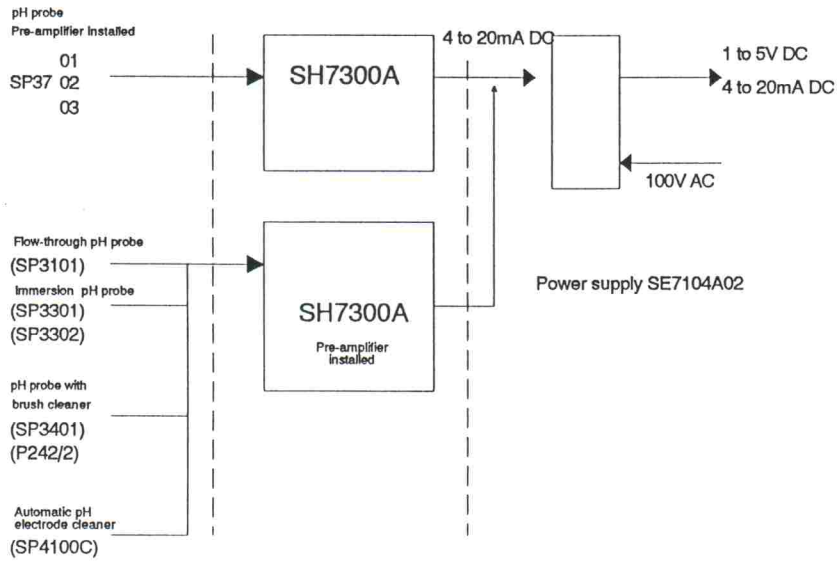 pH probe
Pre-amplifier Installed
01
SP37 02
03
SH7300A
4 to 20mA DC
1 to 5V DC
4 to 20mA DC
100V AC
Flow-through pH probe
(SP3101)
Immersion pH probe
(SP3301)
(SP3302)
SH7300A
Pre-amplifier
installed
Power supply SE7104A02
pH probe with
brush cleaner
(SP3401)
(P242/2)
Automatic pH
electrode cleaner
(SP4100C)